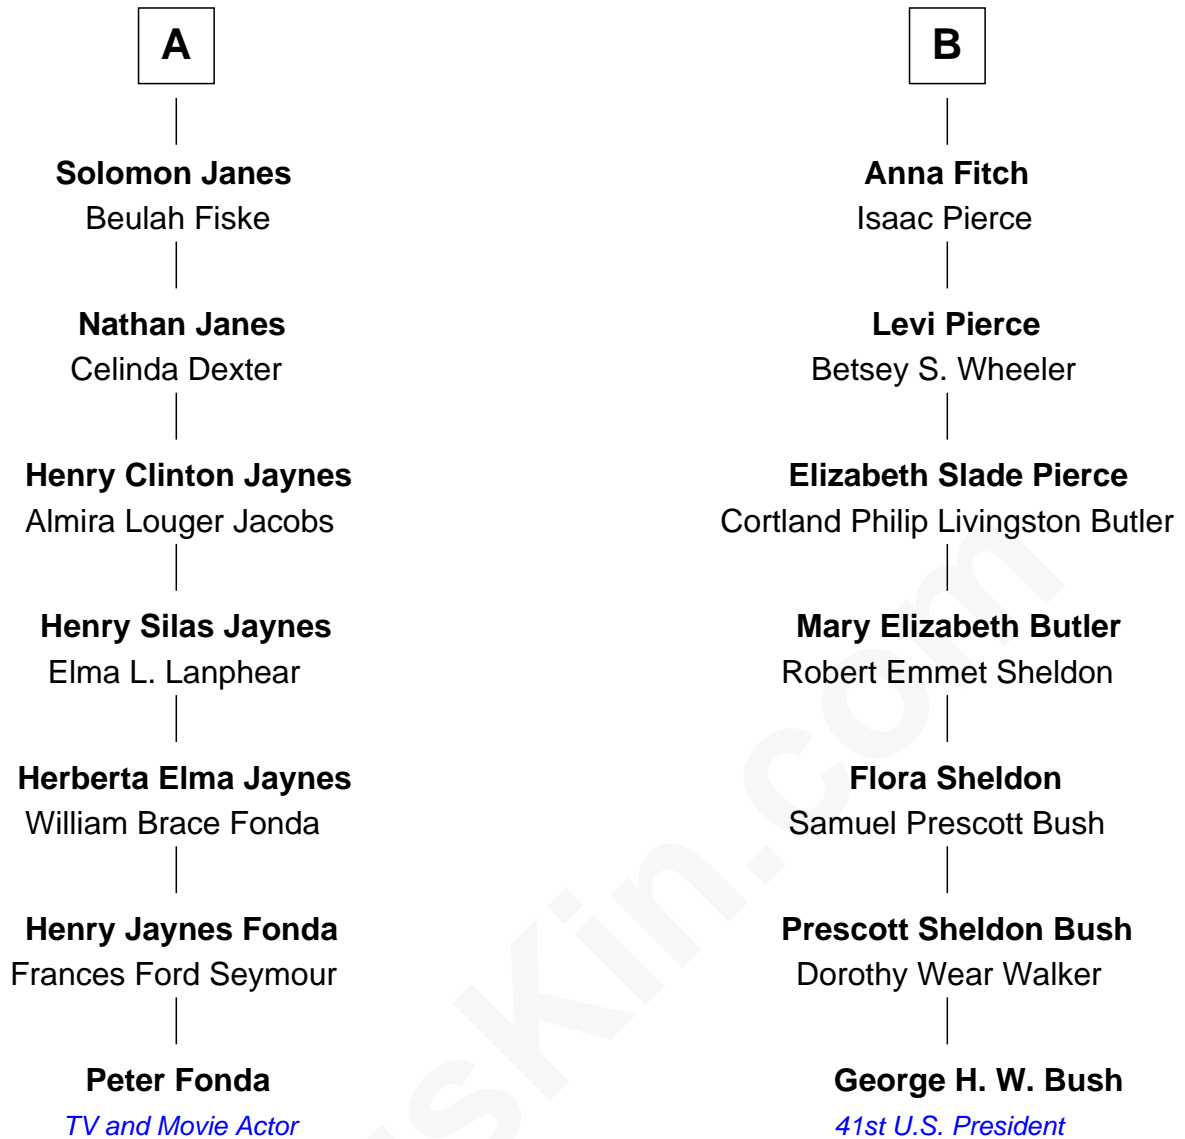 A
Solomon Janes
Beulah Fiske
Nathan Janes
Celinda Dexter
Henry Clinton Jaynes
Almira Louger Jacobs
Henry Silas Jaynes
Elma L. Lanphear
Herberta Elma Jaynes
William Brace Fonda
Henry Jaynes Fonda
Frances Ford Seymour
Peter Fonda
TV and Movie Actor
B
Anna Fitch
Isaac Pierce
Levi Pierce
Betsey S. Wheeler
Elizabeth Slade Pierce
Cortland Philip Livingston Butler
Mary Elizabeth Butler
Robert Emmet Sheldon
Flora Sheldon
Samuel Prescott Bush
Prescott Sheldon Bush
Dorothy Wear Walker
George H. W. Bush
41st U.S. President
sKin.com